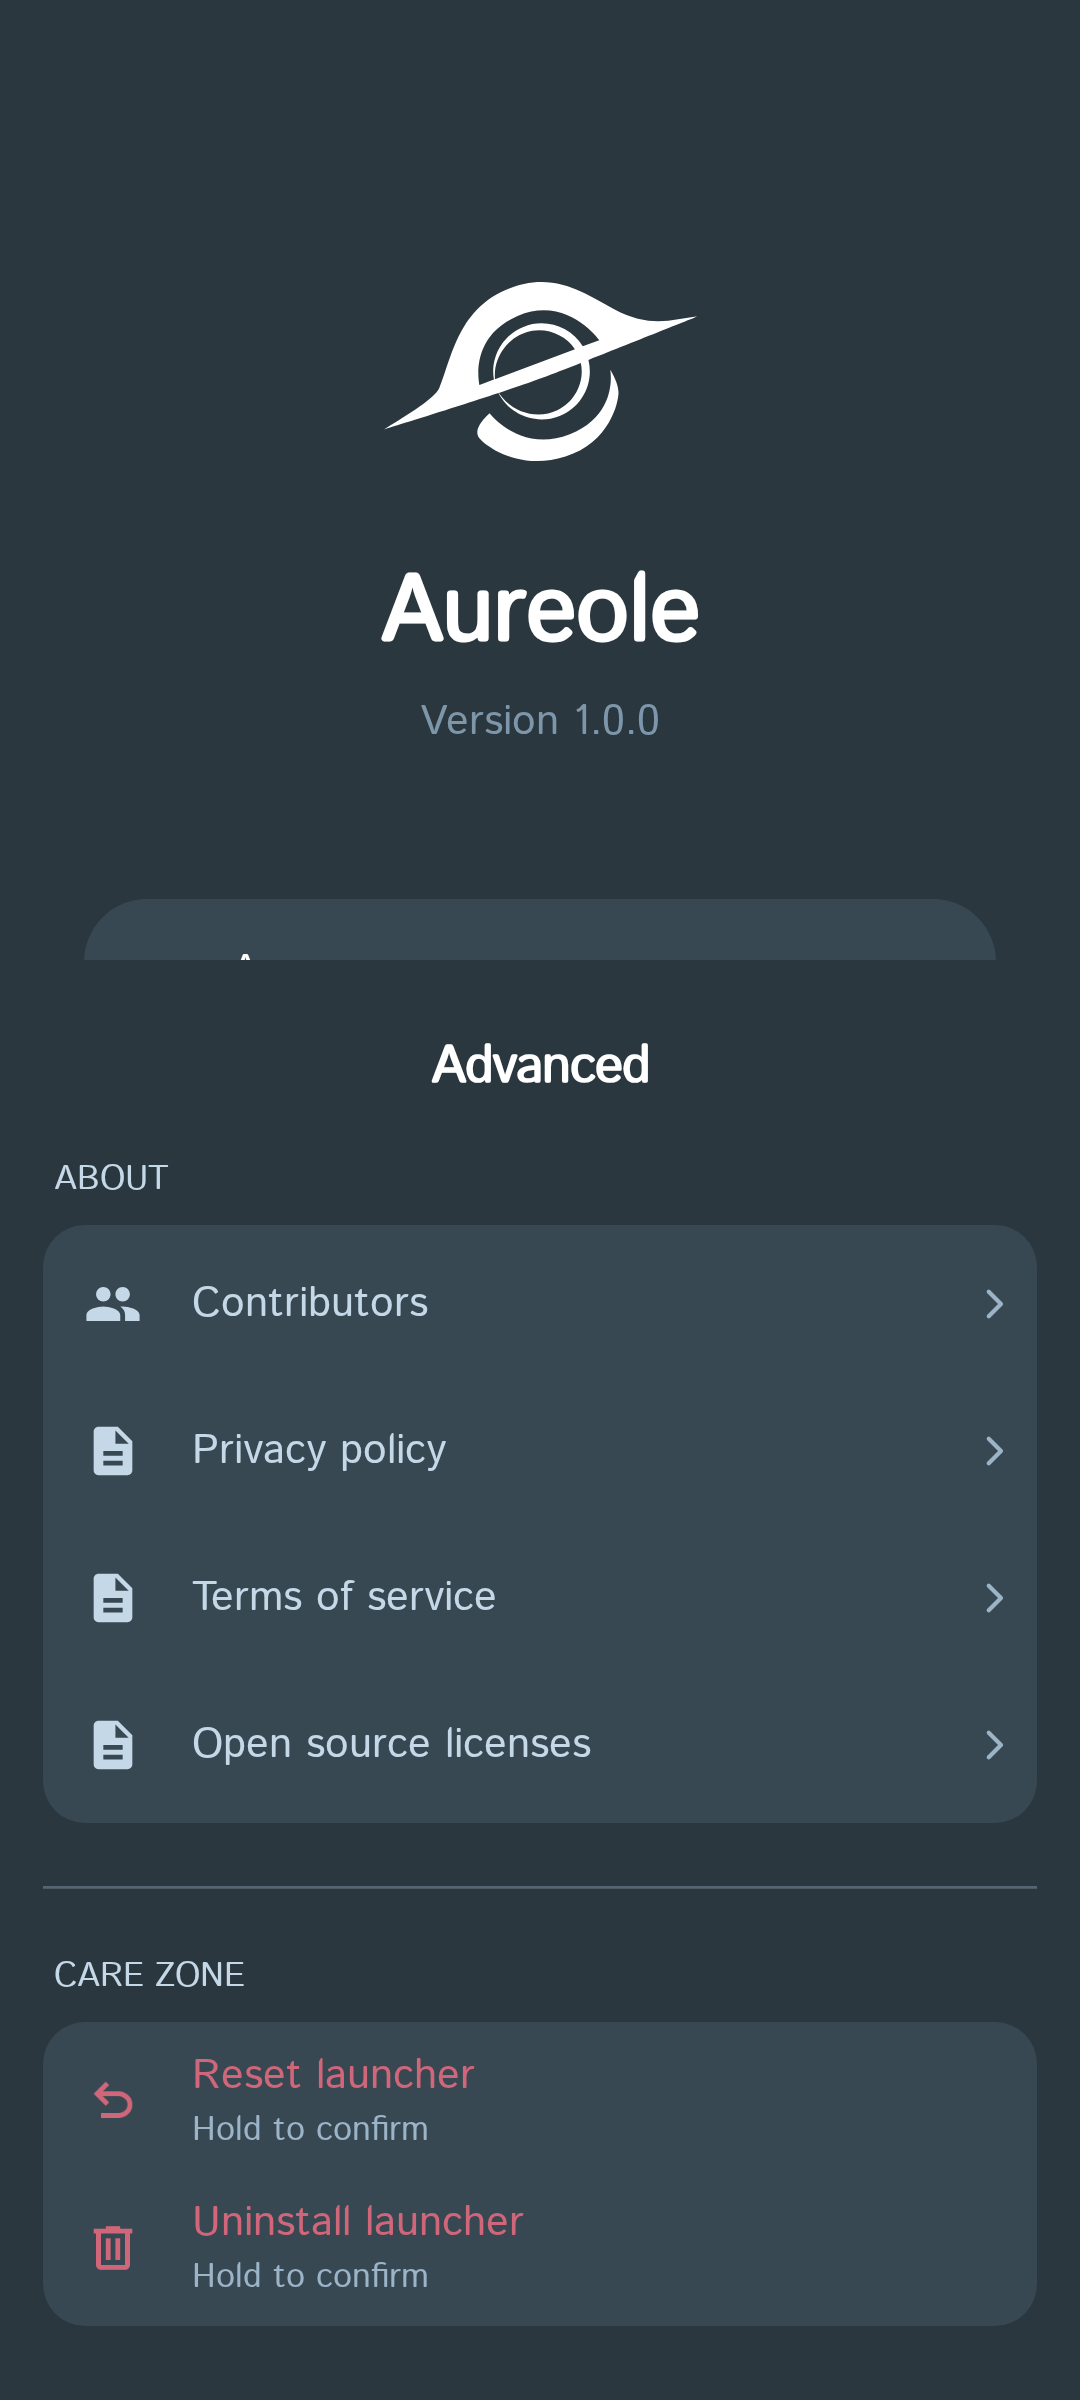 Aureole
Version 1.0.0
Advanced
ABOUT
Contributors
Privacy policy
Terms of service
Open source licenses
CARE ZONE
Reset launcher
Hold to confirm
Uninstall launcher
Hold to confirm